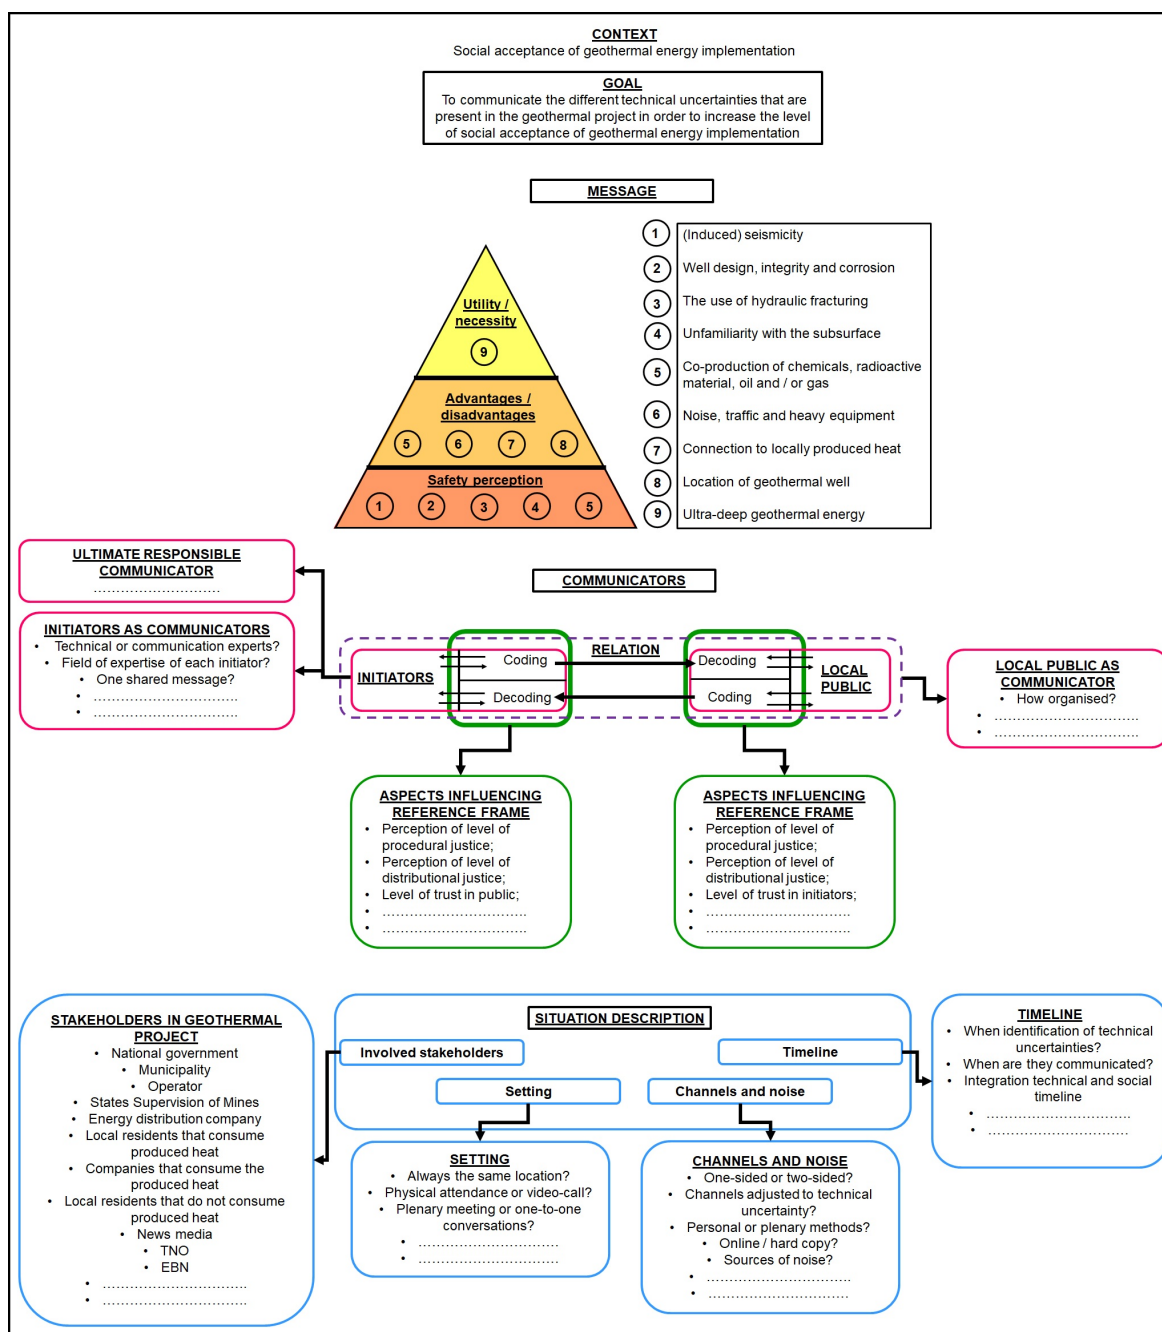 CONTEXT
Social acceptance of geothermal energy implementation
GOAL
To communicate the different technical uncertainties that are
present in the geothermal project in order to increase the level
of social acceptance of geothermal energy implementation
MESSAGE
Utility /
necessity
9
Advantages /
disadvantages
5 6 7 8
Safety perception
1 2 3 4 5
1 (Induced) seismicity
2 Well design, integrity and corrosion
3 The use of hydraulic fracturing
4 Unfamiliarity with the subsurface
5 Co-production of chemicals, radioactive
material, oil and / or gas
6 Noise, traffic and heavy equipment
7 Connection to locally produced heat
8 Location of geothermal well
9 Ultra-deep geothermal energy
COMMUNICATORS
ULTIMATE RESPONSIBLE
COMMUNICATOR
………………………
INITIATORS AS COMMUNICATORS
• Technical or communication experts?
• Field of expertise of each initiator?
• One shared message?
• ………………………
• ………………………
INITIATORS
Coding
Decoding
RELATION
Decoding
Coding
LOCAL
PUBLIC
LOCAL PUBLIC AS
COMMUNICATOR
• How organised?
• ………………………
• ………………………
ASPECTS INFLUENCING
REFERENCE FRAME
• Perception of level of
procedural justice;
• Perception of level of
distributional justice;
• Level of trust in public;
• ………………………
• ………………………
ASPECTS INFLUENCING
REFERENCE FRAME
• Perception of level of
procedural justice;
• Perception of level of
distributional justice;
• Level of trust in initiators;
• ………………………
• ………………………
SITUATION DESCRIPTION
Involved stakeholders
Timeline
Setting
Channels and noise
STAKEHOLDERS IN GEOTHERMAL
PROJECT
• National government
• Municipality
• Operator
• States Supervision of Mines
• Energy distribution company
• Local residents that consume
produced heat
• Companies that consume the
produced heat
• Local residents that do not consume
produced heat
• News media
• TNO
• EBN
• ………………………
• ………………………
SETTING
• Always the same location?
• Physical attendance or video-call?
• Plenary meeting or one-to-one
conversations?
• ………………………
• ………………………
CHANNELS AND NOISE
• One-sided or two-sided?
• Channels adjusted to technical
uncertainty?
• Personal or plenary methods?
• Online / hard copy?
• Sources of noise?
• ………………………
• ………………………
TIMELINE
• When identification of technical
uncertainties?
• When are they communicated?
• Integration technical and social
timeline
• ………………………
• ………………………